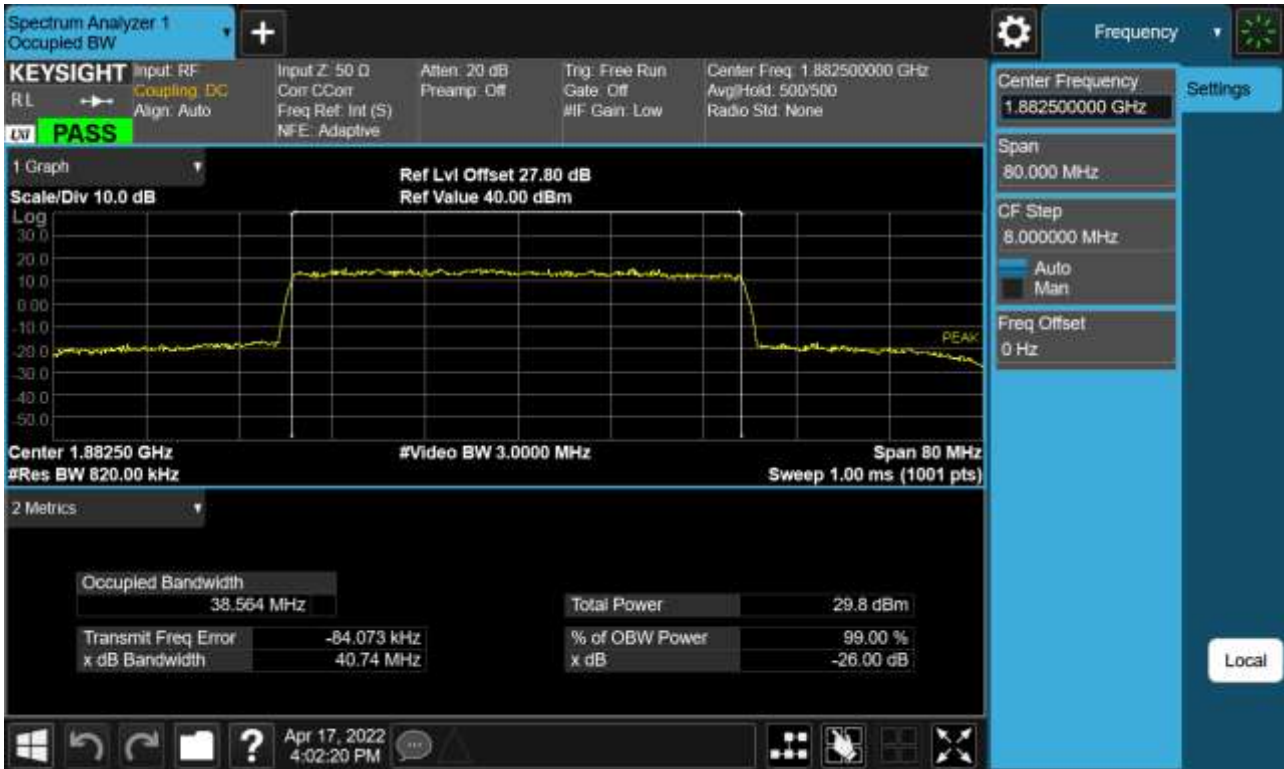 Spectrum Analyzer 1
Occupied BW
Frequency
KEYSIGHT
RL
LXI
PASS
Input: RF
Coupling: DC
Align: Auto
Input Z: 50 Ω
Corr CCorr
Freq Ref: Int (S)
NFE: Adaptive
Atten: 20 dB
Preamp: Off
Trig: Free Run
Gate: Off
#IF Gain: Low
Center Freq: 1.882500000 GHz
Avg|Hold: 500/500
Radio Std: None
Center Frequency
1.882500000 GHz
Settings
Span
80.000 MHz
CF Step
8.000000 MHz
Auto
Man
Freq Offset
0 Hz
Local
1 Graph
Scale/Div 10.0 dB
Ref Lvl Offset 27.80 dB
Ref Value 40.00 dBm
Log
30.0
20.0
10.0
0.00
-10.0
-20.0
-30.0
-40.0
-50.0
PEAK
Center 1.88250 GHz
#Video BW 3.0000 MHz
Span 80 MHz
#Res BW 820.00 kHz
Sweep 1.00 ms (1001 pts)
2 Metrics
Occupied Bandwidth
38.564 MHz
Total Power 29.8 dBm
Transmit Freq Error -84.073 kHz
% of OBW Power 99.00 %
x dB Bandwidth 40.74 MHz
x dB -26.00 dB
?
Apr 17, 2022
4:02:20 PM